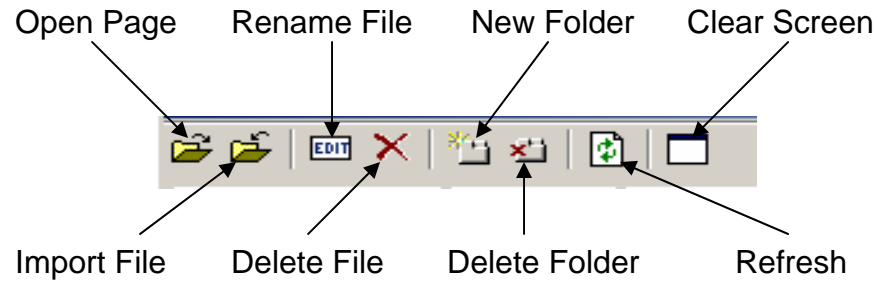 Open Page Rename File New Folder Clear Screen
EDIT
Import File Delete File Delete Folder Refresh